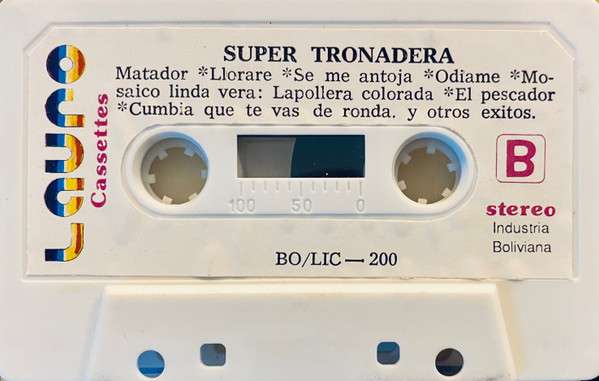 LAURO
Cassettes
SUPER TRONADERA
Matador *Llorare *Se me antoja *Odiame *Mo-
saico linda vera: Lapollera colorada *El pescador
*Cumbia que te vas de ronda. y otros exitos.
B
100 50 0
stereo
Industria
Boliviana
BO/LIC — 200